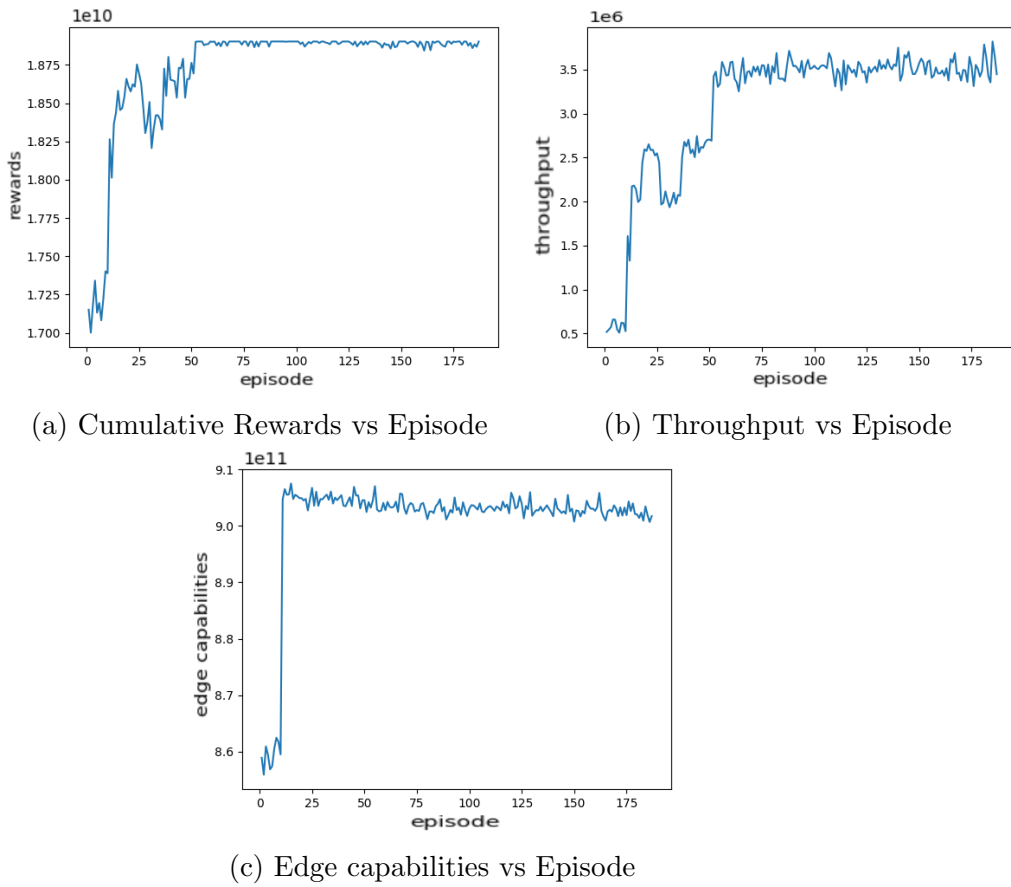 1e10
1.875
1.850
1.825
1.800
1.775
1.750
1.725
1.700
rewards
0 25 50 75 100 125 150 175
episode
(a) Cumulative Rewards vs Episode
1e6
3.5
3.0
2.5
2.0
1.5
1.0
0.5
throughput
0 25 50 75 100 125 150 175
episode
(b) Throughput vs Episode
1e11
9.1
9.0
8.9
8.8
8.7
8.6
edge capabilities
0 25 50 75 100 125 150 175
episode
(c) Edge capabilities vs Episode